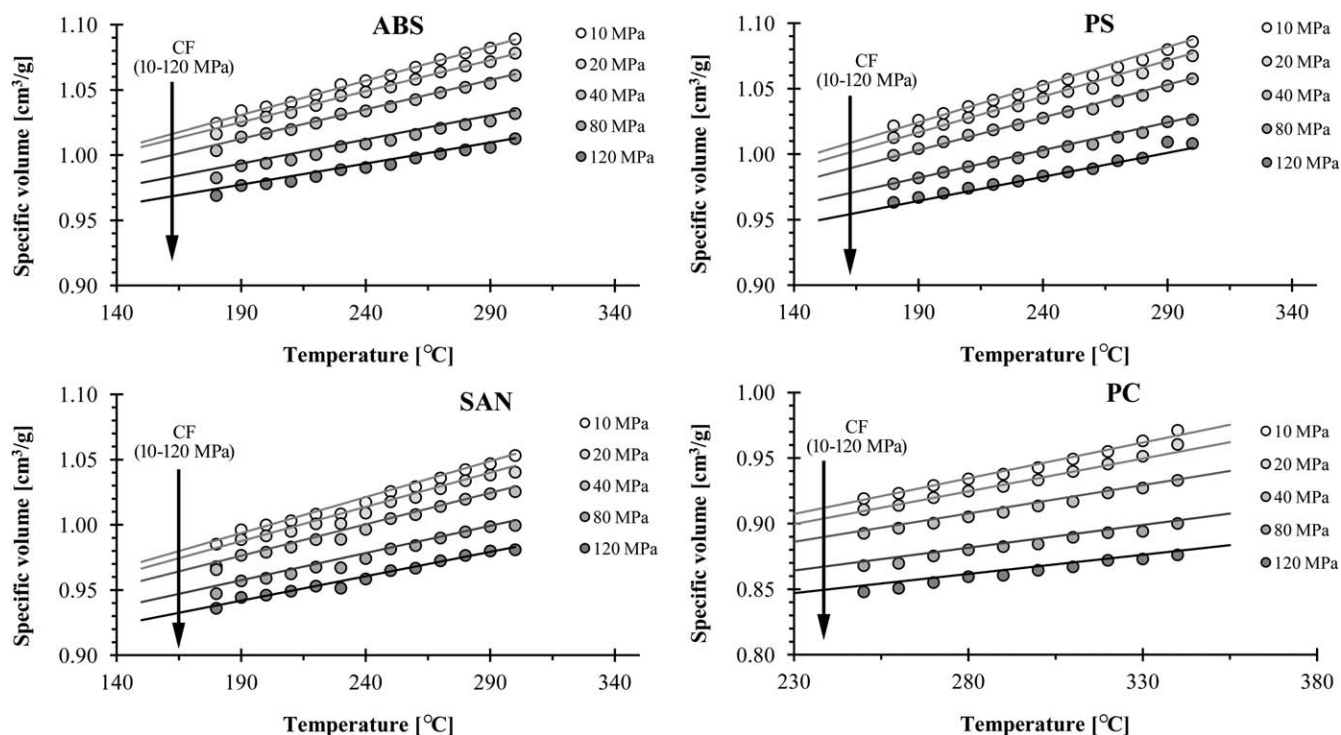 ABS
Specific volume [cm³/g]
1.10
1.05
1.00
0.95
0.90
CF
(10-120 MPa)
10 MPa
20 MPa
40 MPa
80 MPa
120 MPa
140
190
240
290
340
Temperature [°C]
PS
Specific volume [cm³/g]
1.10
1.05
1.00
0.95
0.90
CF
(10-120 MPa)
10 MPa
20 MPa
40 MPa
80 MPa
120 MPa
140
190
240
290
340
Temperature [°C]
SAN
Specific volume [cm³/g]
1.10
1.05
1.00
0.95
0.90
CF
(10-120 MPa)
10 MPa
20 MPa
40 MPa
80 MPa
120 MPa
140
190
240
290
340
Temperature [°C]
PC
Specific volume [cm³/g]
1.00
0.95
0.90
0.85
0.80
CF
(10-120 MPa)
10 MPa
20 MPa
40 MPa
80 MPa
120 MPa
230
280
330
380
Temperature [°C]